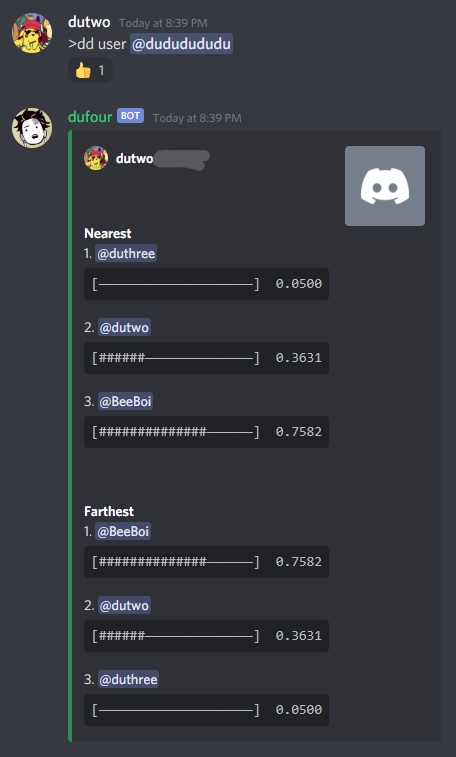 dutwo Today at 8:39 PM
>dd user @dudududud​u
👍 1
dufour BOT Today at 8:39 PM
dutwo
Nearest
1. @duthree
[––––––––––––––––––––] 0.0500
2. @dutwo
[######––––––––––––––] 0.3631
3. @BeeBoi
[##############––––––] 0.7582
Farthest
1. @BeeBoi
[##############––––––] 0.7582
2. @dutwo
[######––––––––––––––] 0.3631
3. @duthree
[––––––––––––––––––––] 0.0500